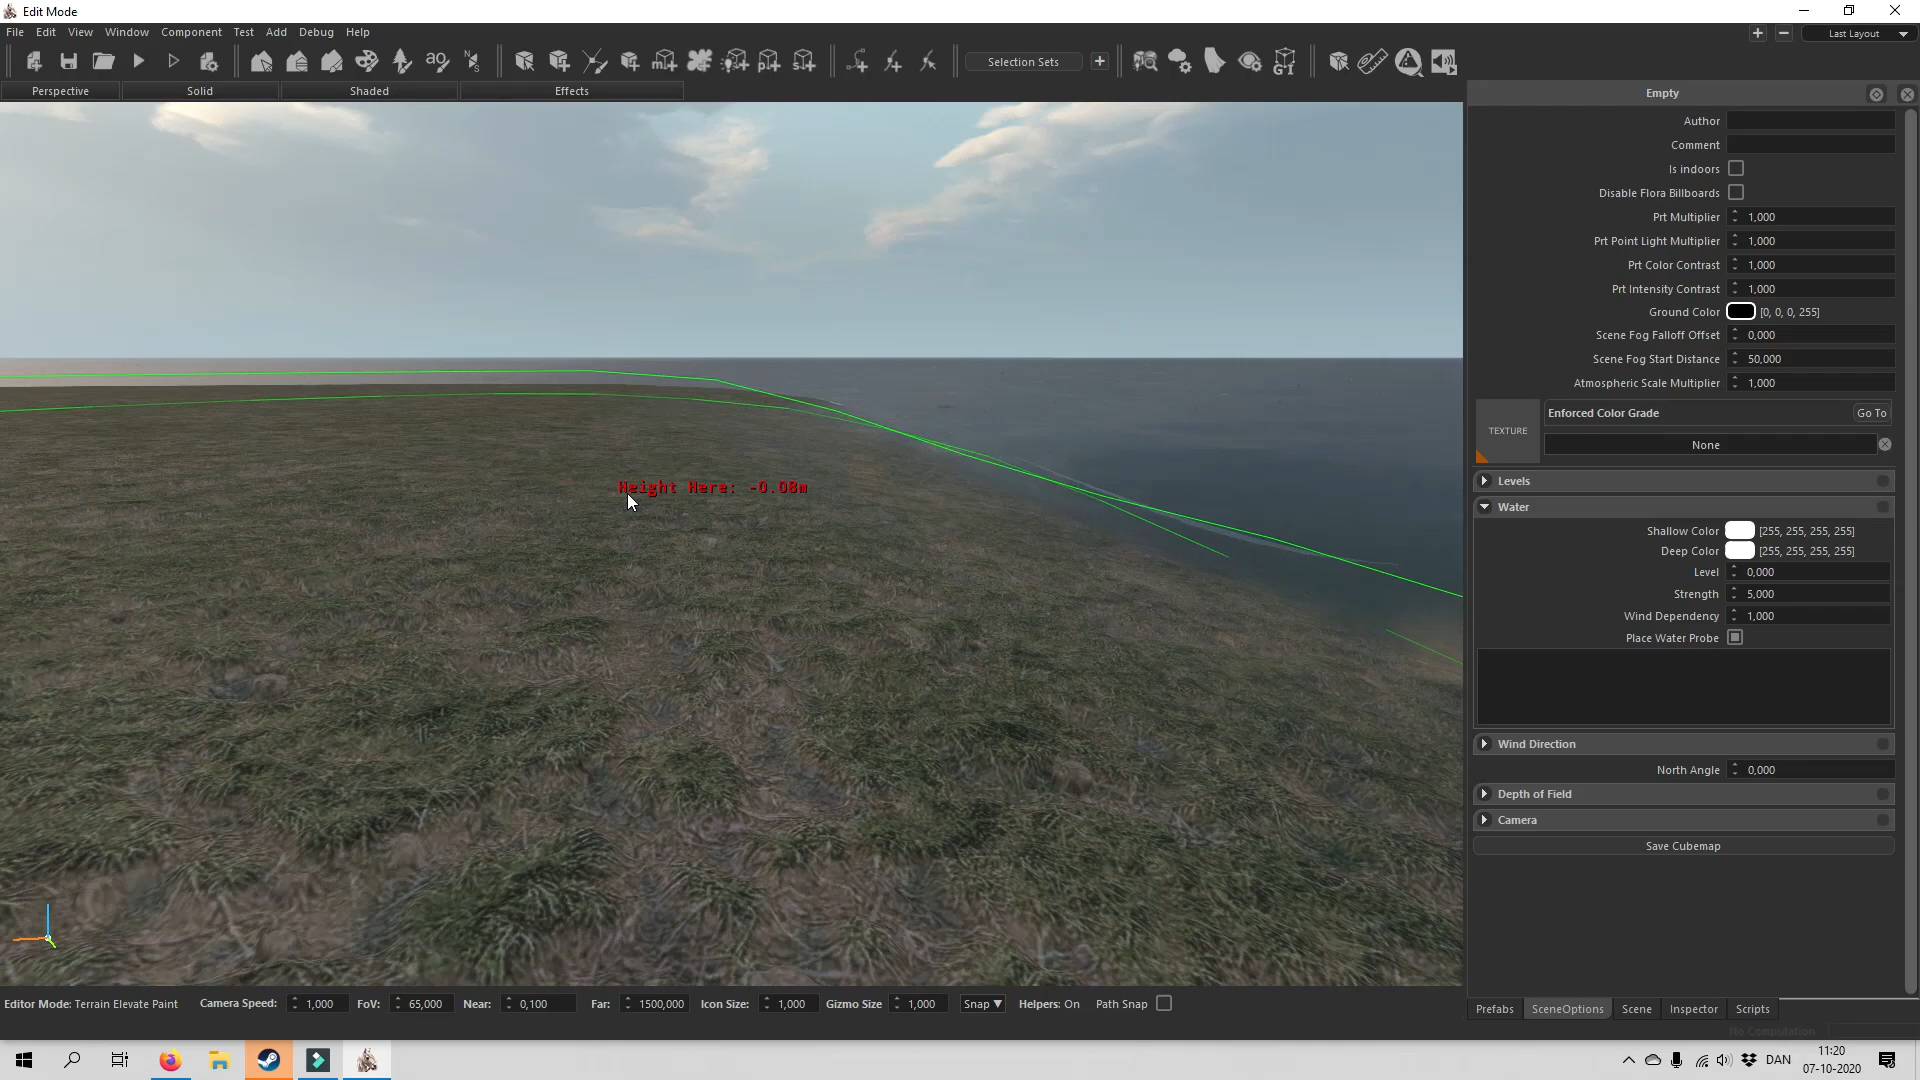 Edit Mode
File Edit View Window Component Test Add Debug Help
Last Layout
Selection Sets
Perspective Solid Shaded Effects
Empty
Author
Comment
Is indoors
Disable Flora Billboards
Prt Multiplier 1,000
Prt Point Light Multiplier 1,000
Prt Color Contrast 1,000
Prt Intensity Contrast 1,000
Ground Color [0, 0, 0, 255]
Scene Fog Falloff Offset 0,000
Scene Fog Start Distance 50,000
Atmospheric Scale Multiplier 1,000
TEXTURE
Enforced Color Grade Go To
None
Levels
Water
Shallow Color [255, 255, 255, 255]
Deep Color [255, 255, 255, 255]
Level 0,000
Strength 5,000
Wind Dependency 1,000
Place Water Probe
Wind Direction
North Angle 0,000
Depth of Field
Camera
Save Cubemap
Height Here: -0.08m
Editor Mode: Terrain Elevate Paint Camera Speed: 1,000 FoV: 65,000 Near: 0,100 Far: 1500,000 Icon Size: 1,000 Gizmo Size 1,000 Snap Helpers: On Path Snap
Prefabs SceneOptions Scene Inspector Scripts
No Computation
DAN
11:20
07-10-2020